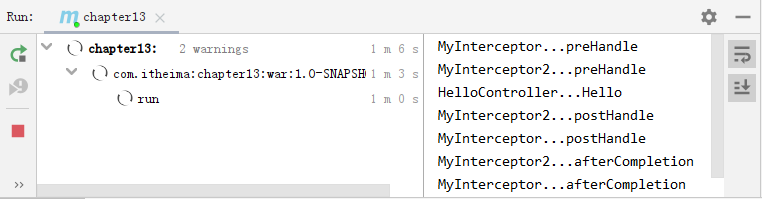 Run: chapter13
chapter13: 2 warnings 1 m 6 s
com.itheima:chapter13:war:1.0-SNAPSH 1 m 3 s
run 1 m 0 s
MyInterceptor...preHandle
MyInterceptor2...preHandle
HelloController...Hello
MyInterceptor2...postHandle
MyInterceptor...postHandle
MyInterceptor2...afterCompletion
MyInterceptor...afterCompletion